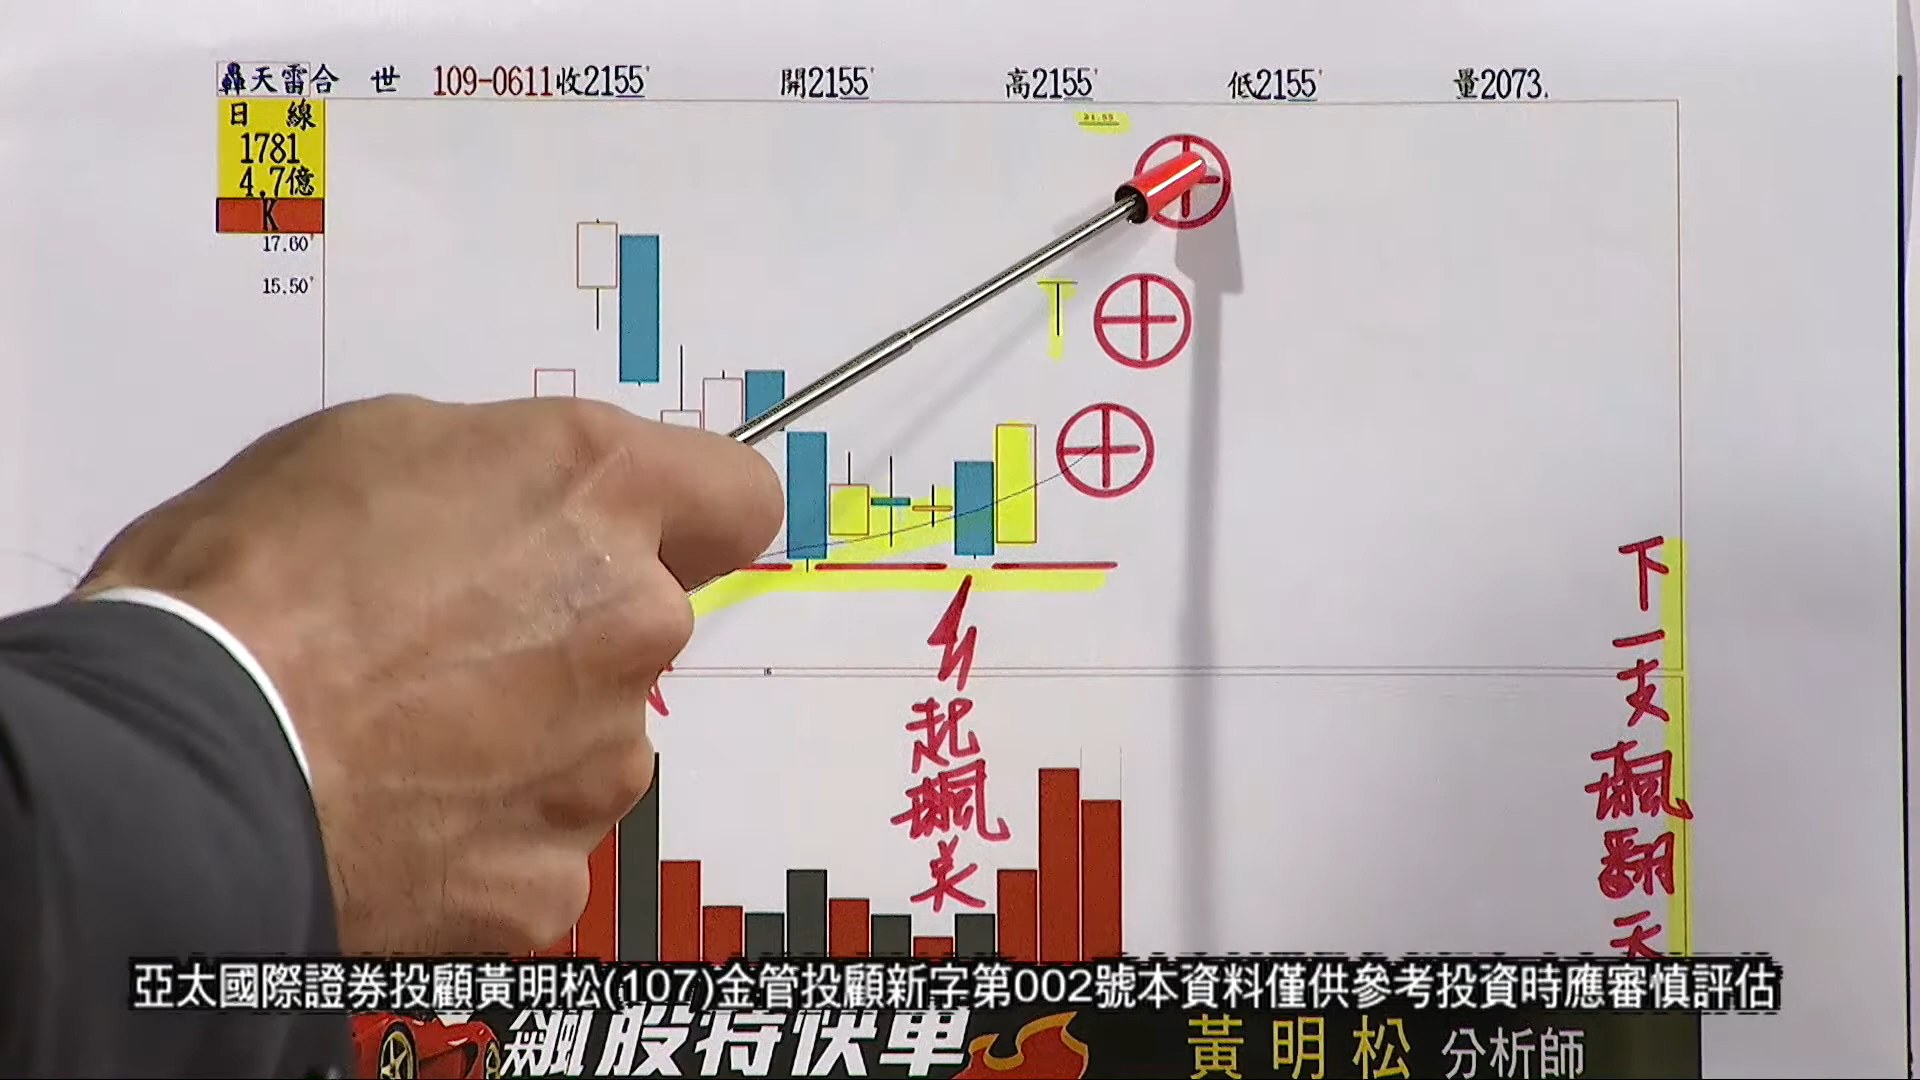 轟天雷合 世 109-0611收2155 開2155 高2155 低2155 量2073.
日 線
1781
4.7億
K
21.55
17.60
15.50
16
起飆美
下一支飆翻天
亞太國際證券投顧黃明松(107)金管投顧新字第002號本資料僅供參考投資時應審慎評估
飆股特快車
黃明松 分析師